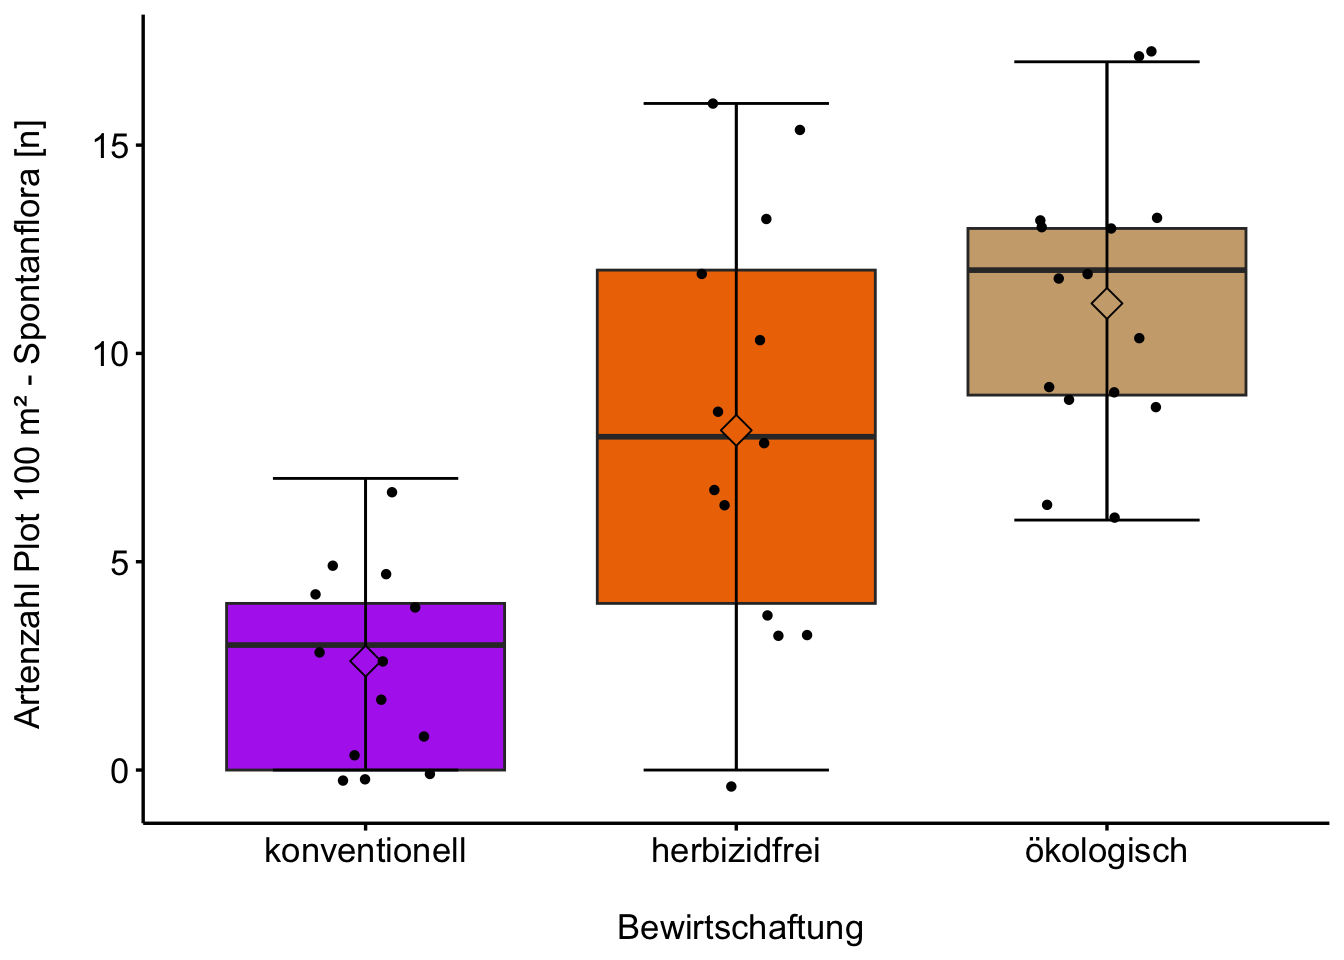 Artenzahl Plot 100 m² - Spontanflora [n]
15
10
5
0
konventionell herbizidfrei ökologisch
Bewirtschaftung